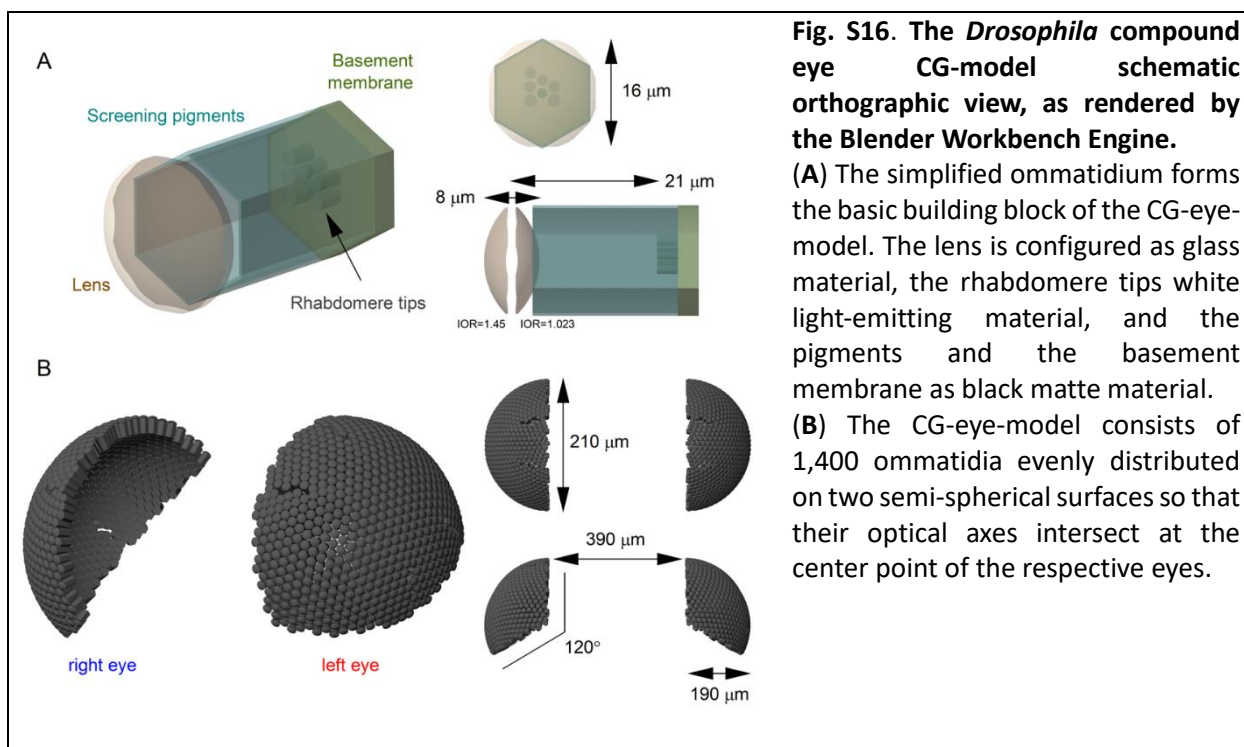 A
Basement
membrane
Screening pigments
Lens
Rhabdomere tips
16 μm
21 μm
8 μm
IOR=1.45 IOR=1.023
B
right eye
left eye
210 μm
390 μm
120°
190 μm
Fig. S16. The Drosophila compound
eye CG-model schematic
orthographic view, as rendered by
the Blender Workbench Engine.
(A) The simplified ommatidium forms
the basic building block of the CG-eye-
model. The lens is configured as glass
material, the rhabdomere tips white
light-emitting material, and the
pigments and the basement
membrane as black matte material.
(B) The CG-eye-model consists of
1,400 ommatidia evenly distributed
on two semi-spherical surfaces so that
their optical axes intersect at the
center point of the respective eyes.